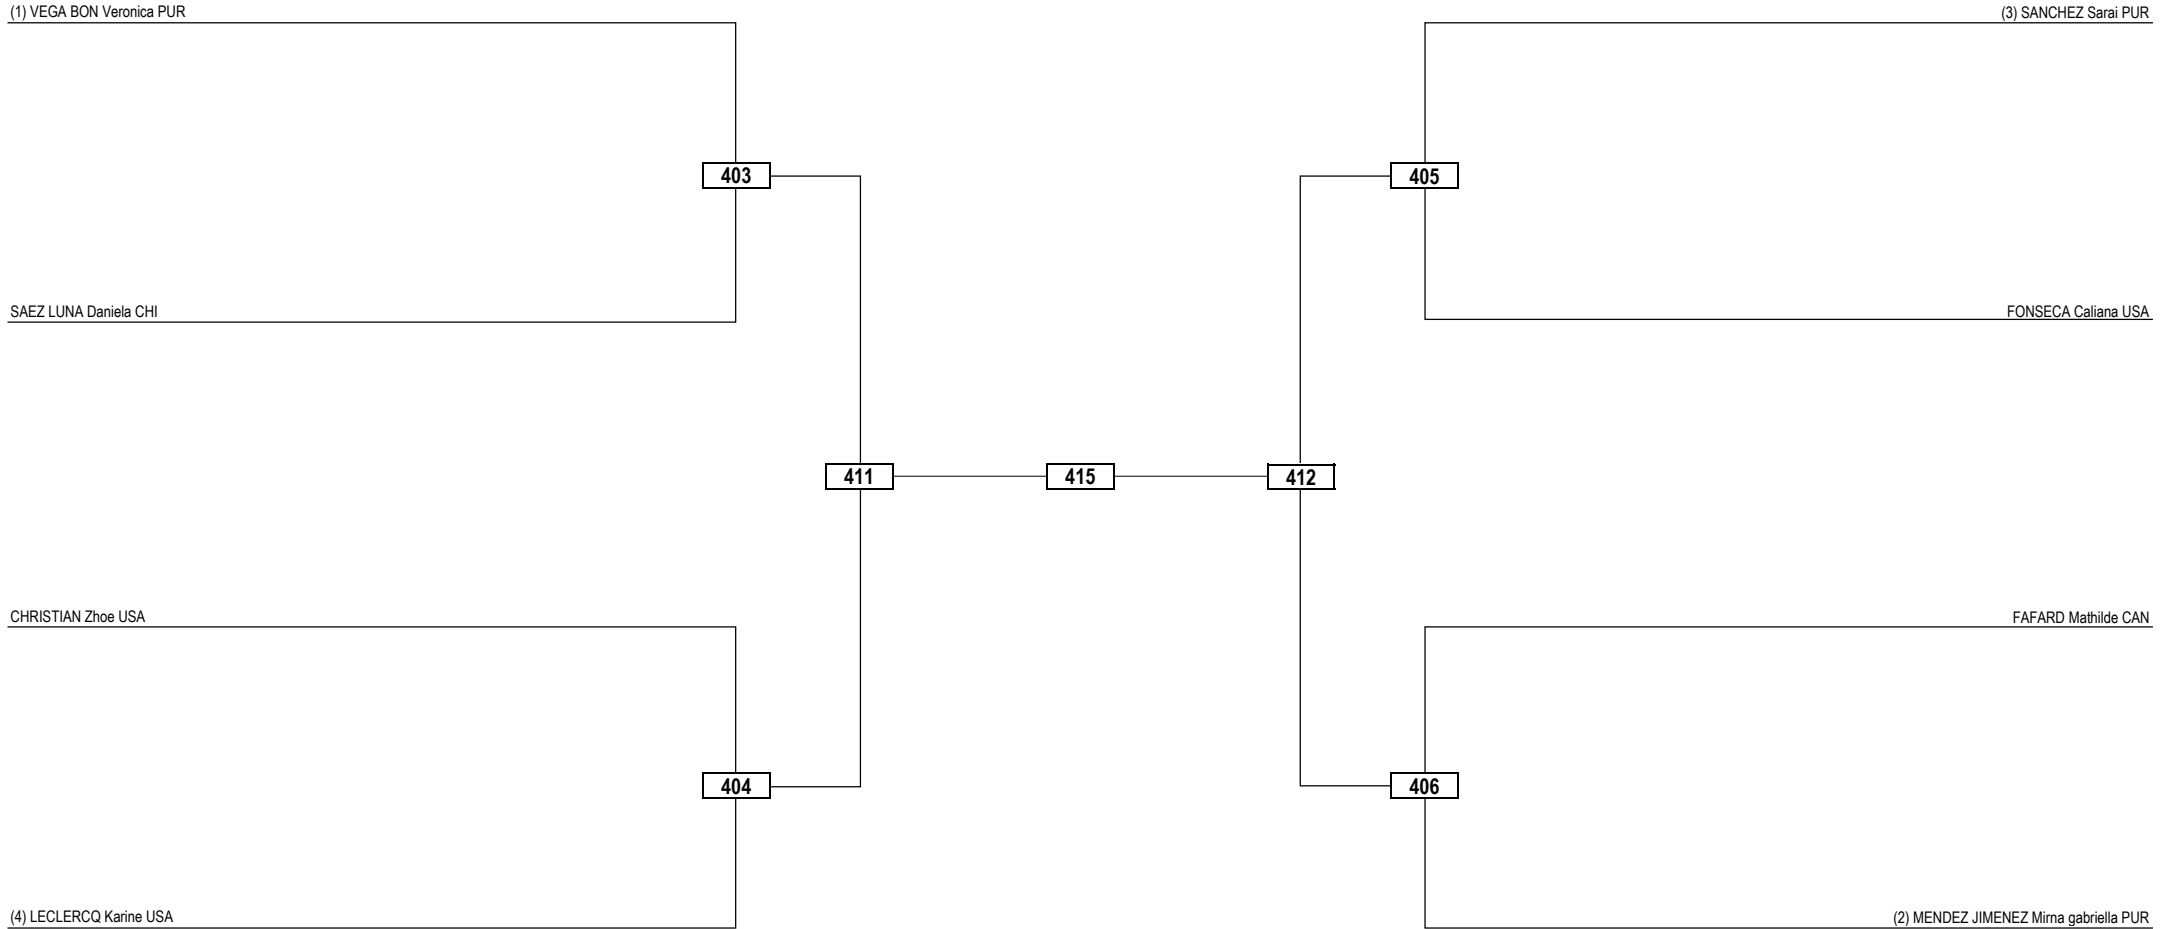 (1) VEGA BON Veronica PUR
(3) SANCHEZ Sarai PUR
403
405
SAEZ LUNA Daniela CHI
FONSECA Caliana USA
411
415
412
CHRISTIAN Zhoe USA
FAFARD Mathilde CAN
404
406
(4) LECLERCQ Karine USA
(2) MENDEZ JIMENEZ Mirna gabriella PUR